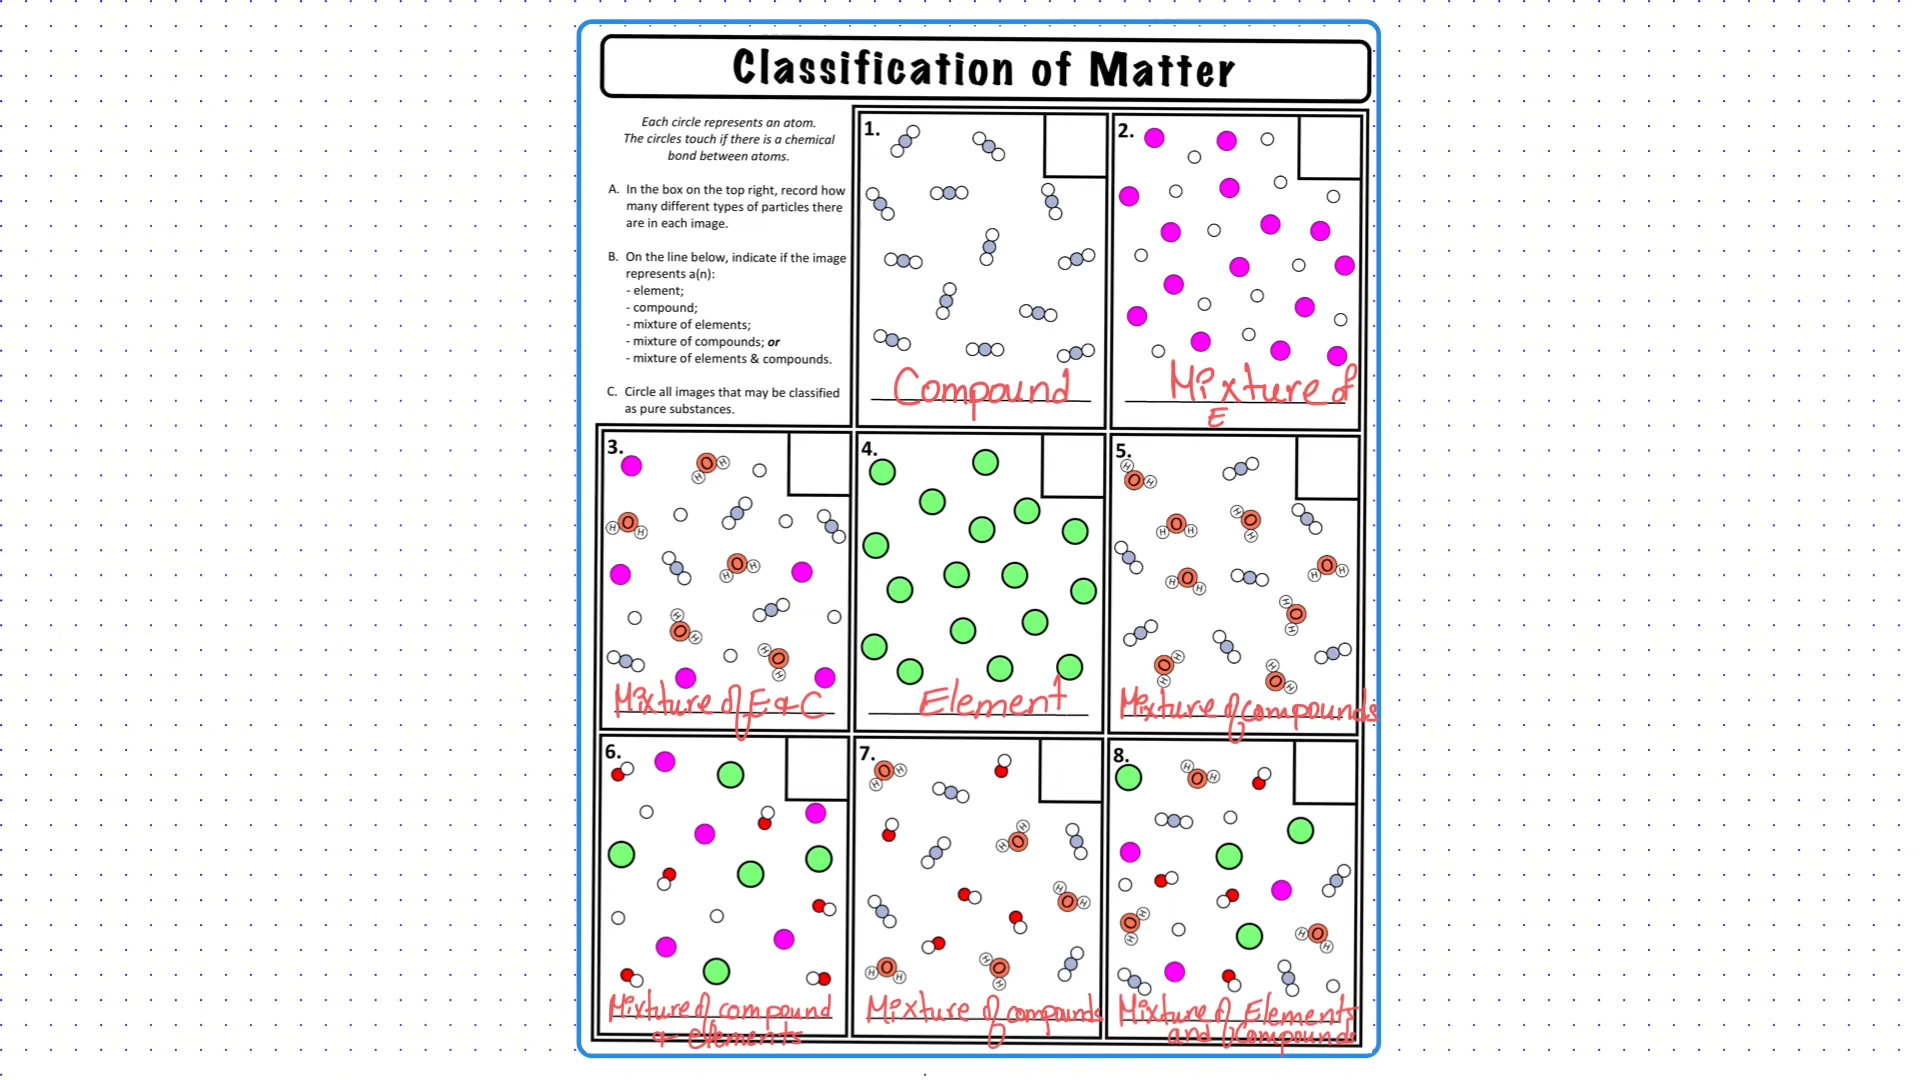 Classification of Matter
Each circle represents an atom.
The circles touch if there is a chemical
bond between atoms.
A. In the box on the top right, record how
many different types of particles there
are in each image.
B. On the line below, indicate if the image
represents a(n):
- element;
- compound;
- mixture of elements;
- mixture of compounds; or
- mixture of elements & compounds.
C. Circle all images that may be classified
as pure substances.
1.
Compound
2.
Mixture of
E
3.
H O H
H O H
H O H
H O H
H O H
Mixture of E & C
4.
Element
5.
H O H
H O H
H O H
H O H
H O H
H O H
H O H
H O H
Mixture of compounds
6.
Mixture of compound
& elements
7.
H O H
H O H
H O H
H O H
H O H
Mixture of compounds
8.
H O H
H O H
H O H
Mixture of Elements
and Compounds